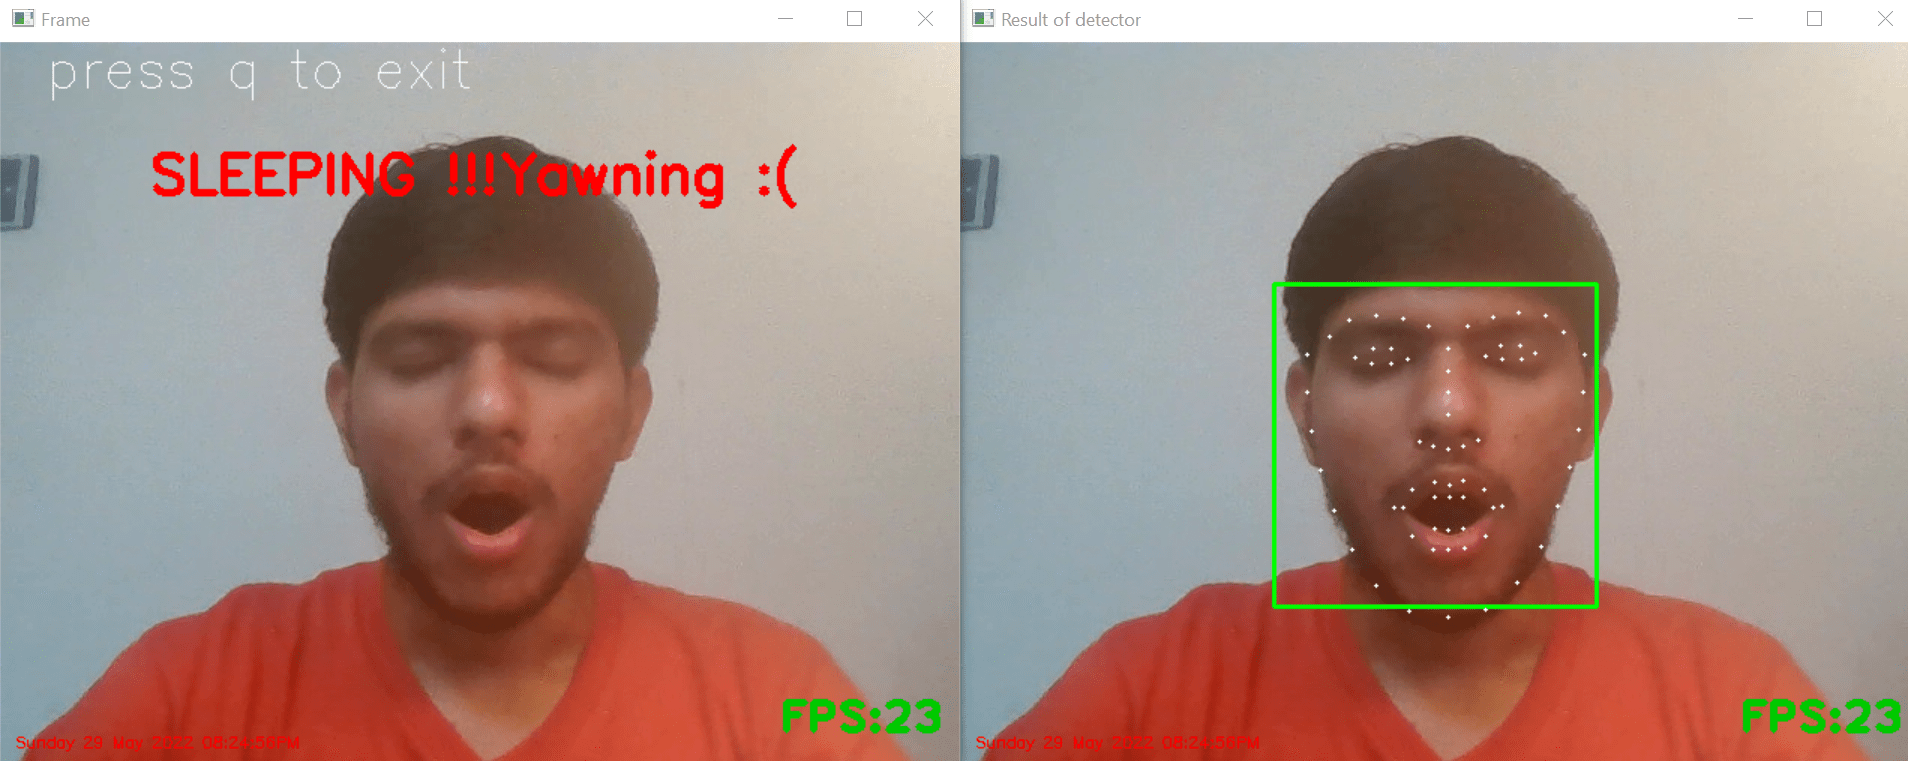 Frame
press q to exit
SLEEPING !!!Yawning :(
FPS:23
Sunday 29 May 2022 08:24:56PM
Result of detector
FPS:23
Sunday 29 May 2022 08:24:56PM